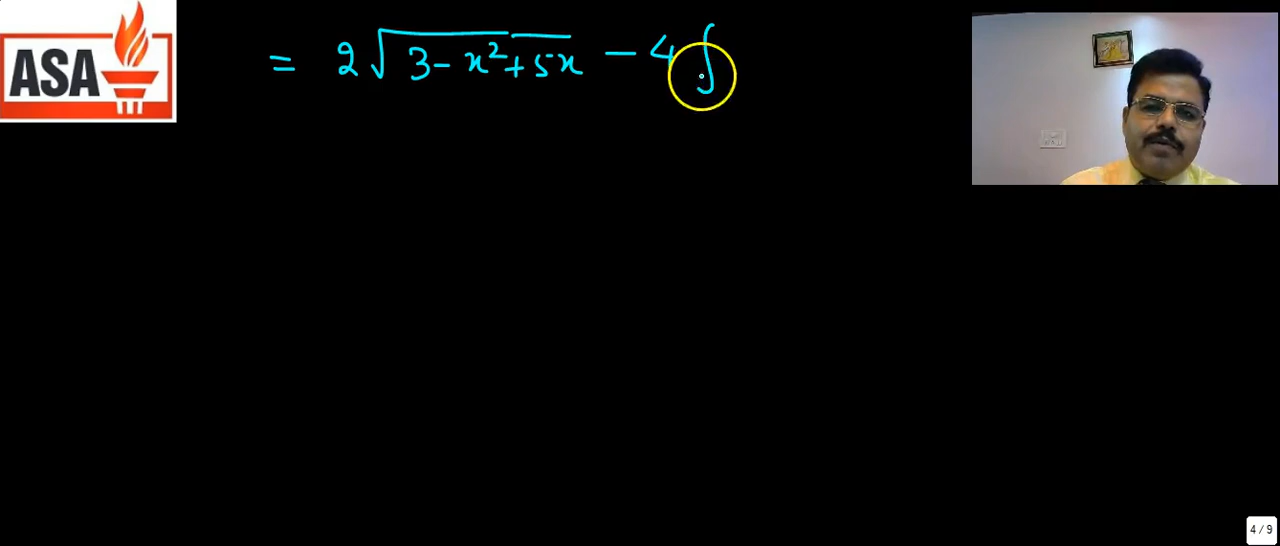 ASA
= 2√(3-x²+5x) - 4∫
4/9